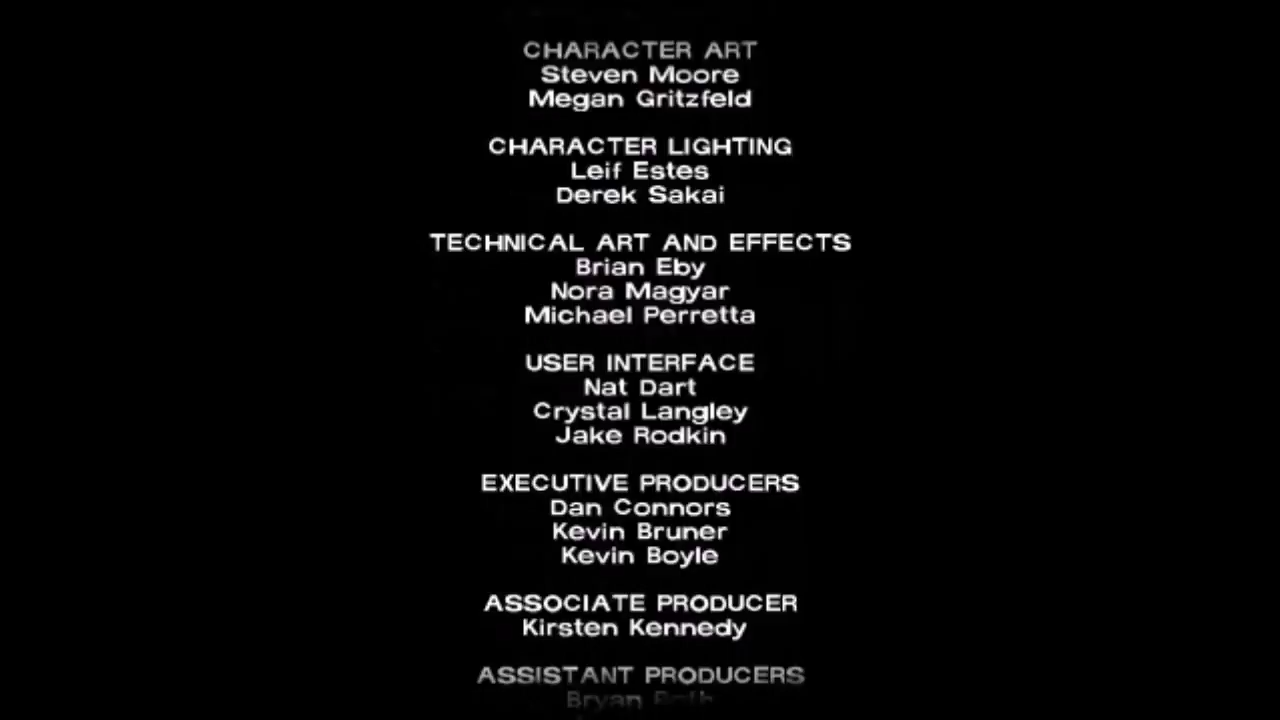 CHARACTER ART
Steven Moore
Megan Gritzfeld
CHARACTER LIGHTING
Leif Estes
Derek Sakai
TECHNICAL ART AND EFFECTS
Brian Eby
Nora Magyar
Michael Perretta
USER INTERFACE
Nat Dart
Crystal Langley
Jake Rodkin
EXECUTIVE PRODUCERS
Dan Connors
Kevin Bruner
Kevin Boyle
ASSOCIATE PRODUCER
Kirsten Kennedy
ASSISTANT PRODUCERS
Bryan